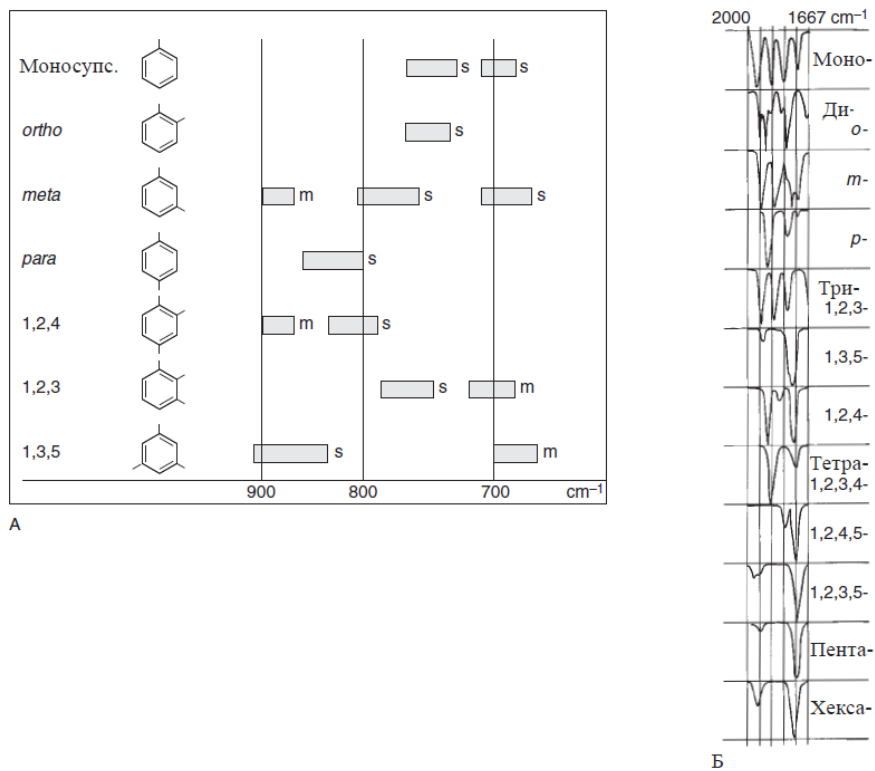 Моносупс.
s
s
ortho
s
meta
m
s
s
para
s
1,2,4
m
s
1,2,3
s
m
1,3,5
s
m
900
800
700
cm–1
А
2000
1667 cm–1
Моно-
Ди-
o-
m-
p-
Три-
1,2,3-
1,3,5-
1,2,4-
Тетра-
1,2,3,4-
1,2,4,5-
1,2,3,5-
Пента-
Хекса-
Б